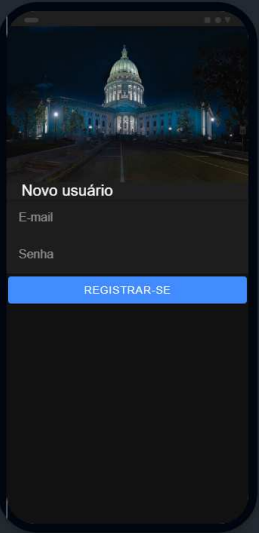 Novo usuário
E-mail
Senha
REGISTRAR-SE